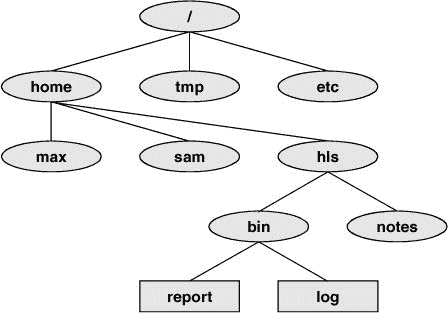 /
home tmp etc
max sam hls
bin notes
report log